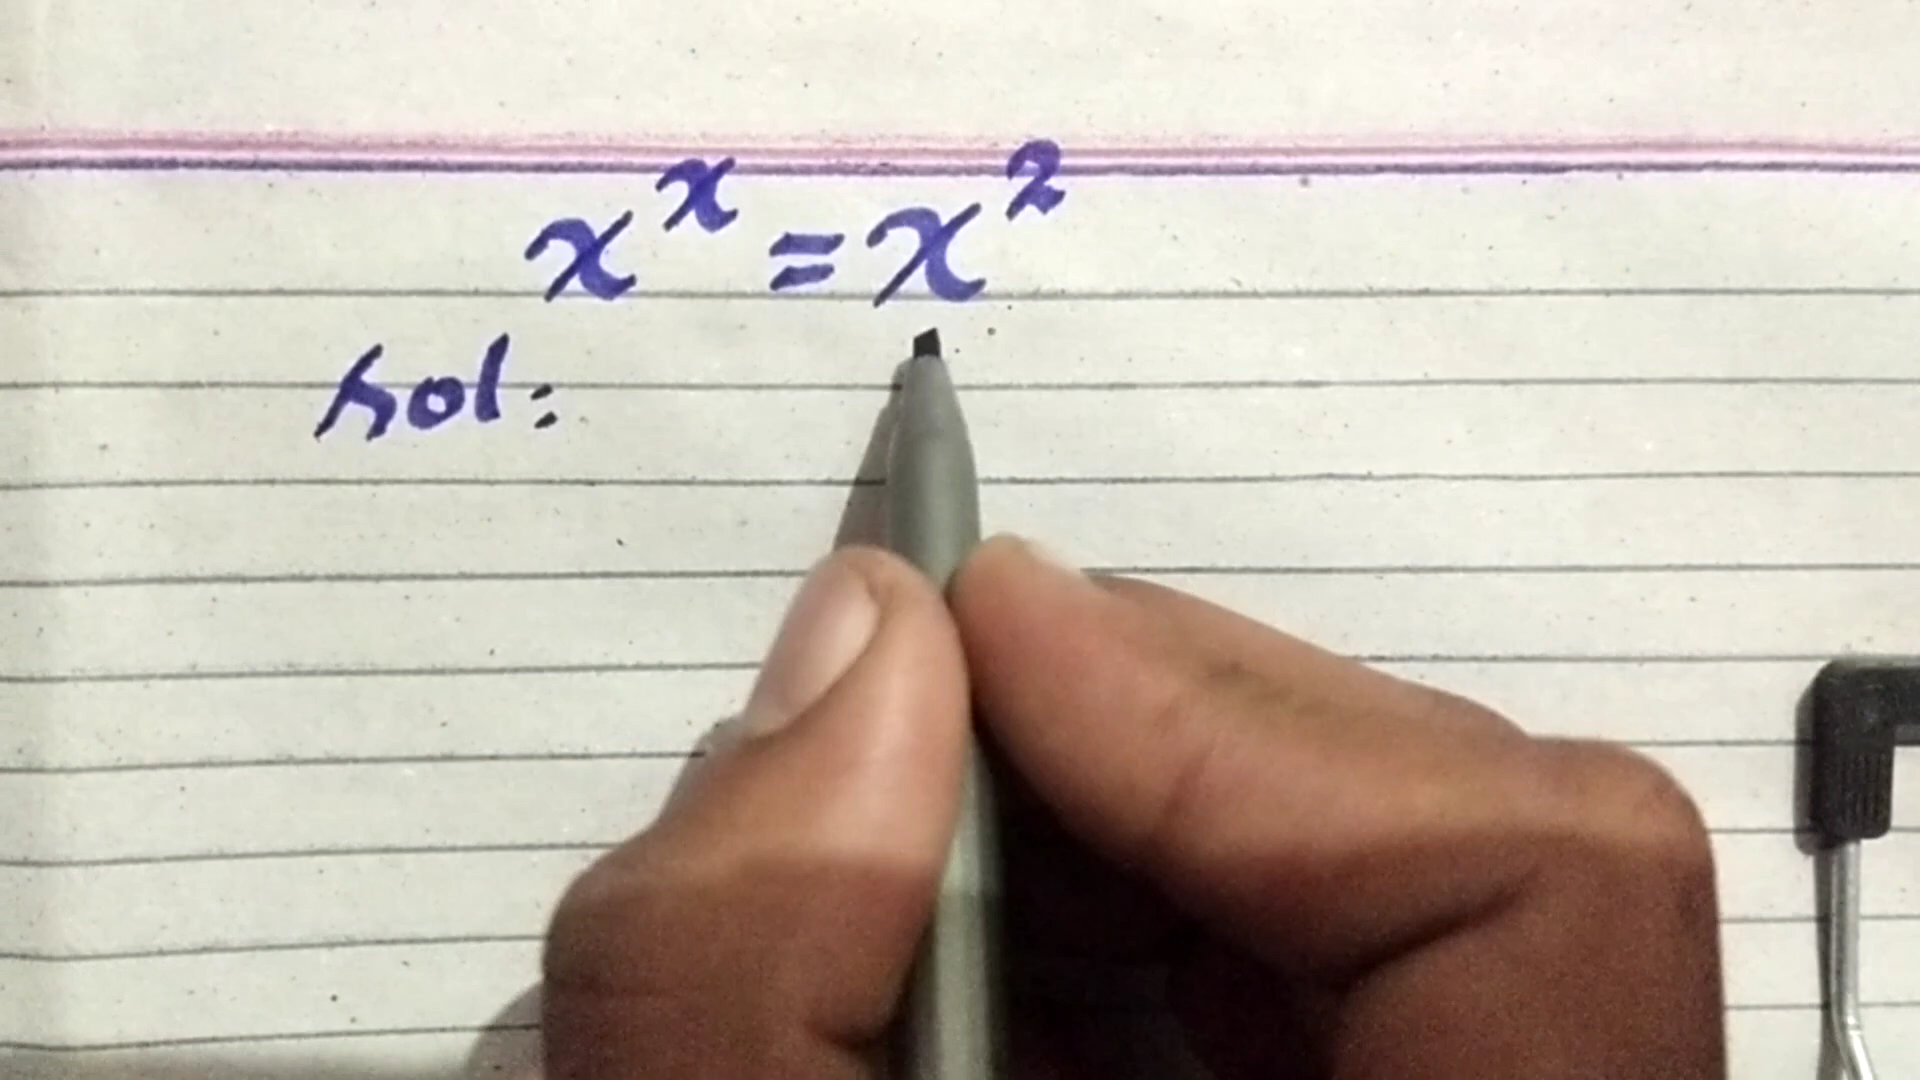 x^x = x^2
sol: